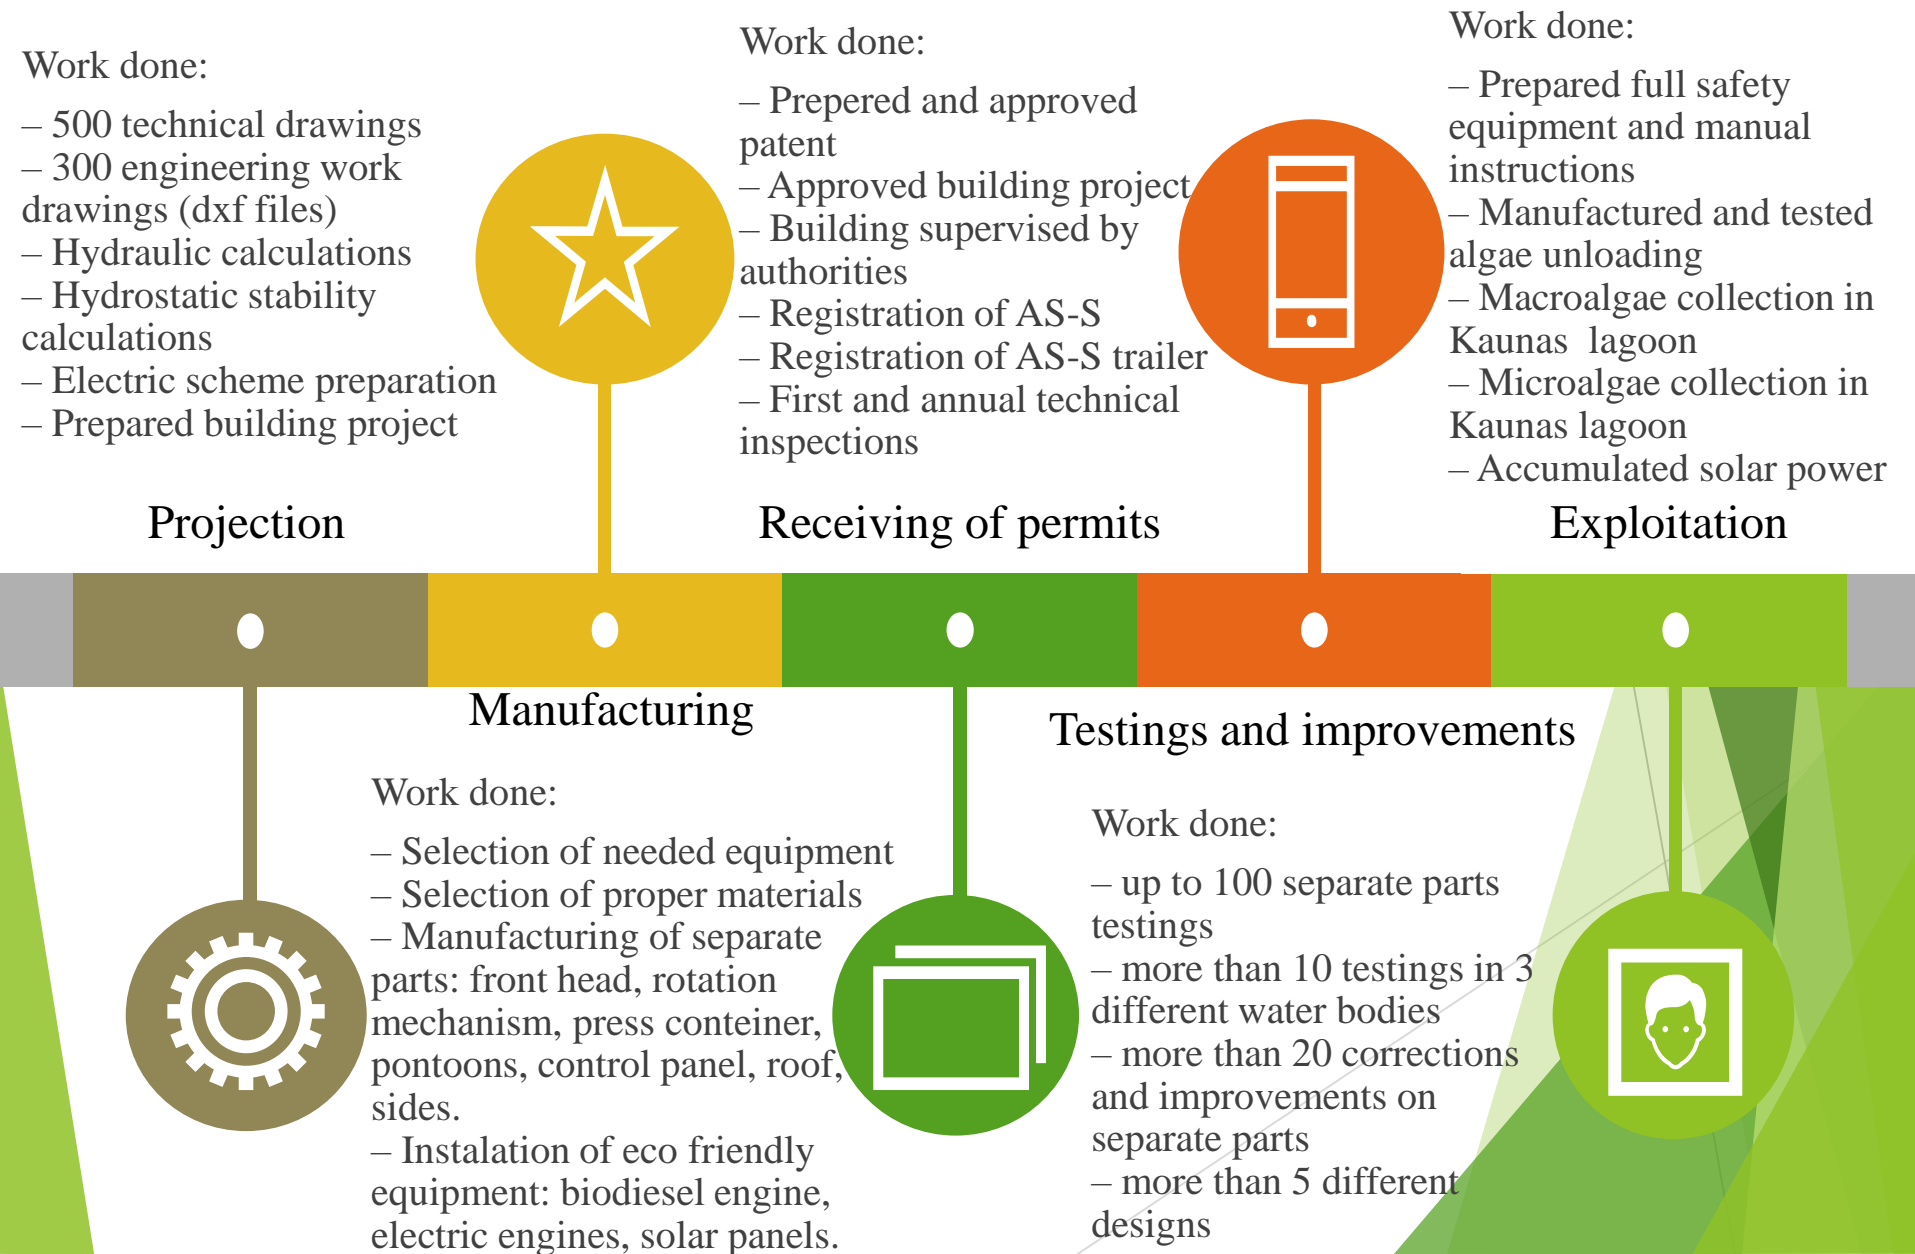 Work done:
– 500 technical drawings
– 300 engineering work
drawings (dxf files)
– Hydraulic calculations
– Hydrostatic stability
calculations
– Electric scheme preparation
– Prepared building project
Projection
Work done:
– Prepered and approved
patent
– Approved building project
– Building supervised by
authorities
– Registration of AS-S
– Registration of AS-S trailer
– First and annual technical
inspections
Receiving of permits
Work done:
– Prepared full safety
equipment and manual
instructions
– Manufactured and tested
algae unloading
– Macroalgae collection in
Kaunas  lagoon
– Microalgae collection in
Kaunas lagoon
– Accumulated solar power
Exploitation
Manufacturing
Work done:
– Selection of needed equipment
– Selection of proper materials
– Manufacturing of separate
parts: front head, rotation
mechanism, press conteiner,
pontoons, control panel, roof,
sides.
– Instalation of eco friendly
equipment: biodiesel engine,
electric engines, solar panels.
Testings and improvements
Work done:
– up to 100 separate parts
testings
– more than 10 testings in 3
different water bodies
– more than 20 corrections
and improvements on
separate parts
– more than 5 different
designs